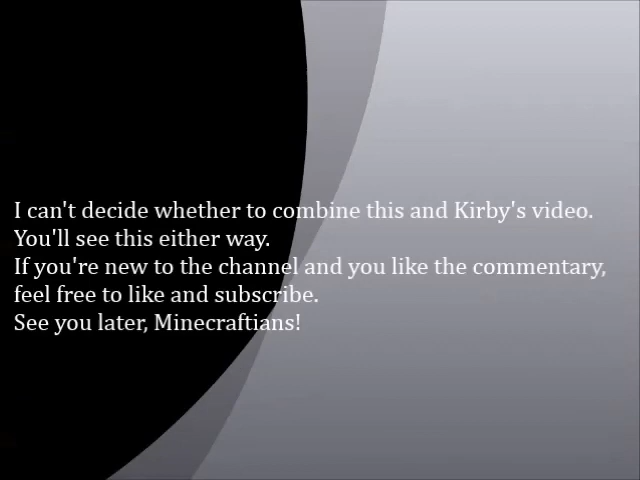 I can't decide whether to combine this and Kirby's video.
You'll see this either way.
If you're new to the channel and you like the commentary,
feel free to like and subscribe.
See you later, Minecraftians!